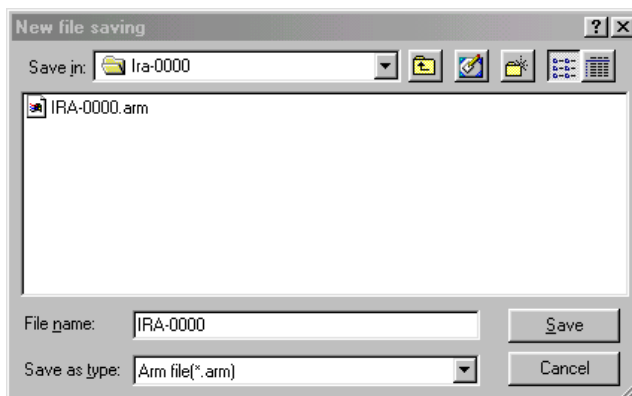 New file saving
Save in: Ira-0000
IRA-0000.arm
File name: IRA-0000 Save
Save as type: Arm file(*.arm) Cancel